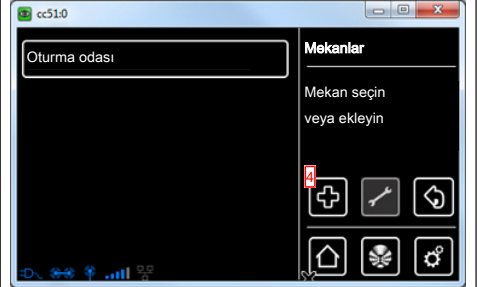 cc51:0
Oturma odası
Mekanlar
Mekan seçin
veya ekleyin
4